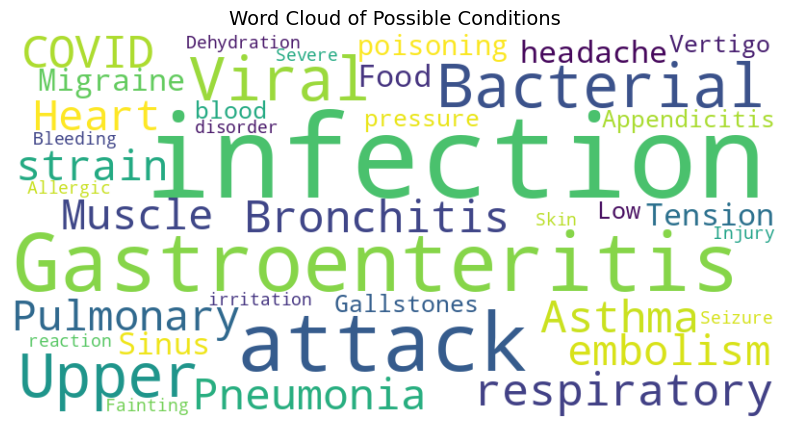 Word Cloud of Possible Conditions
COVID
Dehydration
Severe
poisoning
headache
Vertigo
Migraine
Viral
Food
Bacterial
Heart
blood
disorder
pressure
Appendicitis
Bleeding
infection
strain
Allergic
Muscle
Bronchitis
Skin
Low
Tension
Injury
Gastroenteritis
irritation
Gallstones
Pulmonary
attack
Asthma
Seizure
reaction
Sinus
embolism
Upper
Pneumonia
respiratory
Fainting